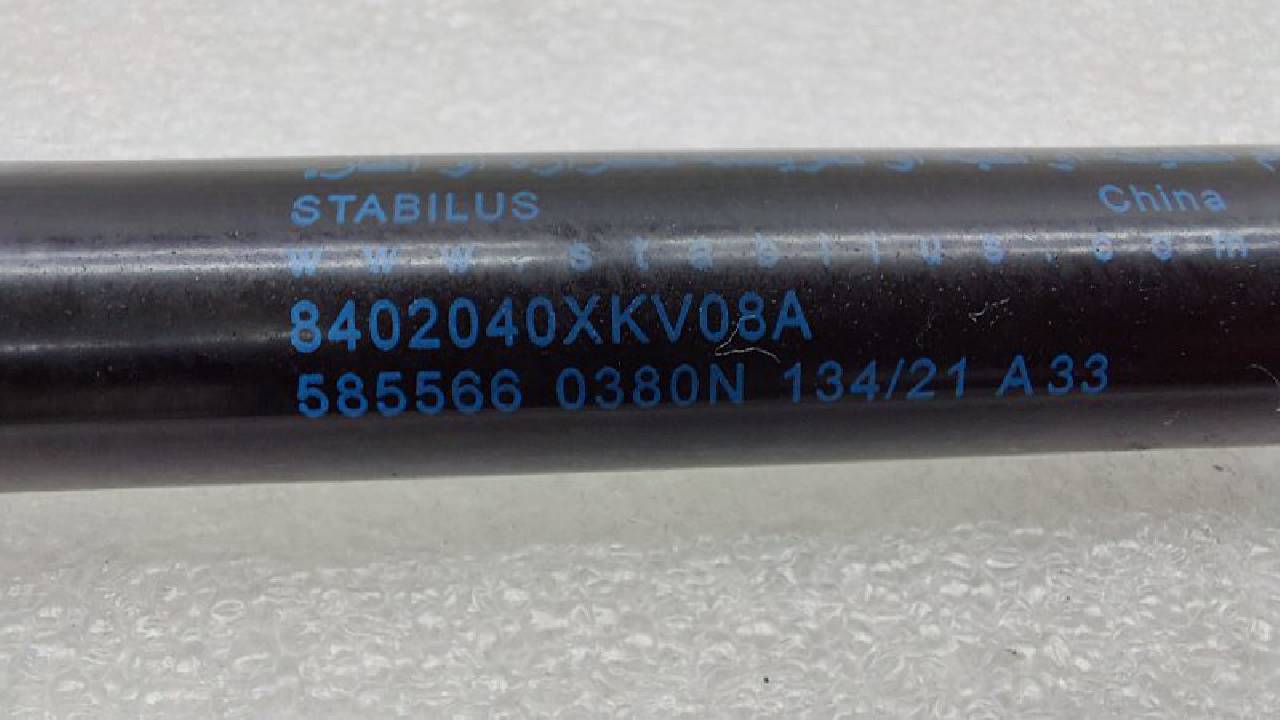 STABILUS China
www.stabilus.com
8402040XKV08A
585566 0380N 134/21 A33